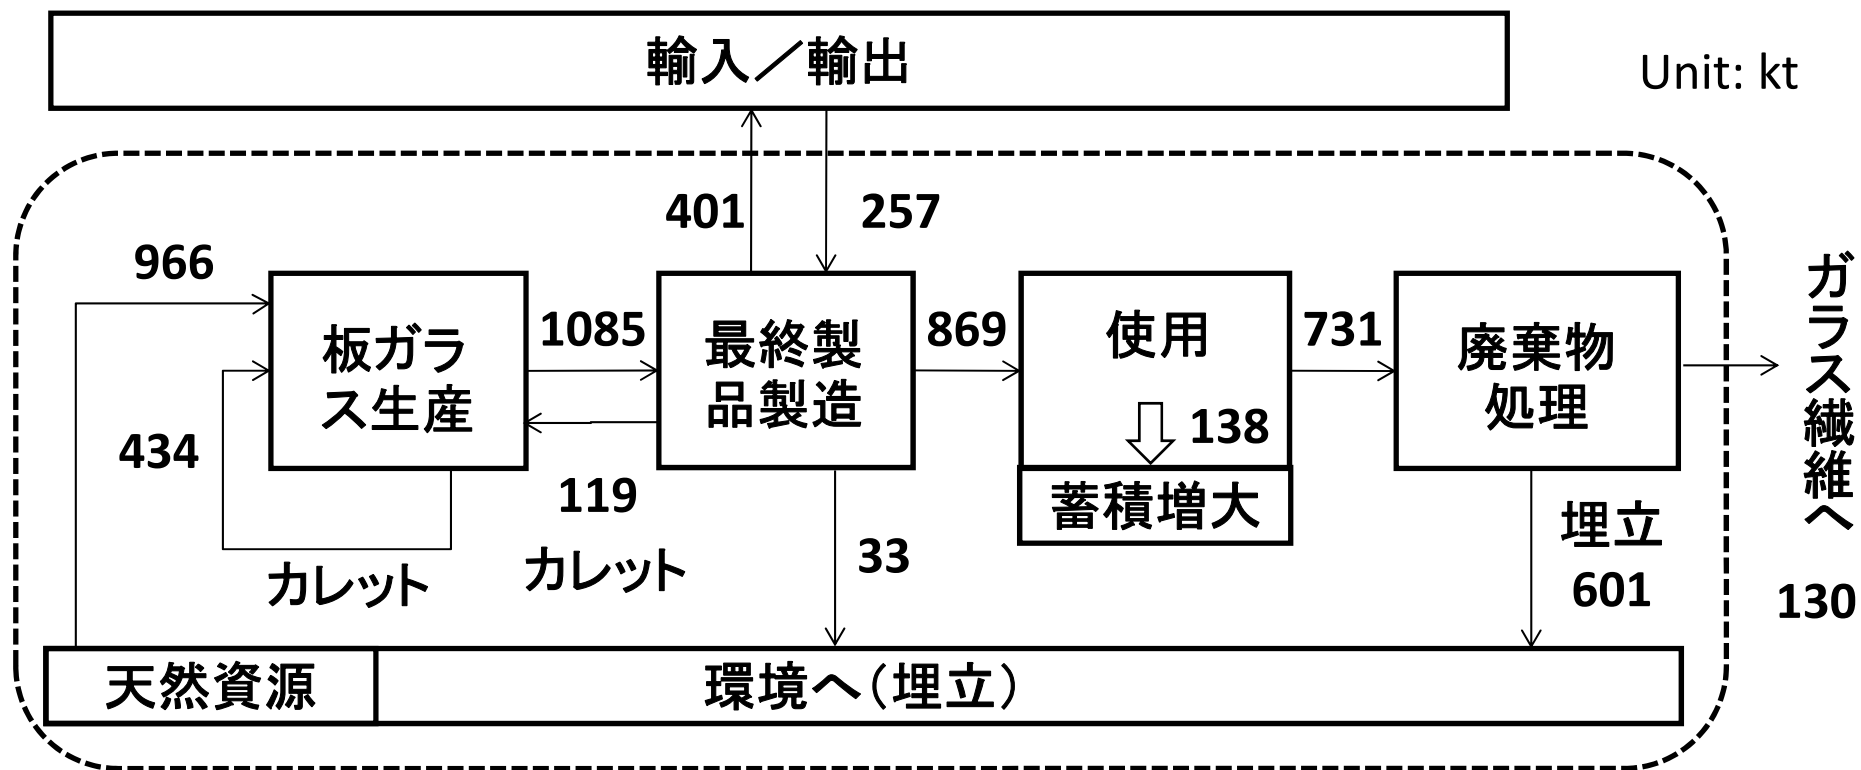 輸入／輸出
Unit: kt
401
257
966
板ガラ
ス生産
1085
最終製
品製造
869
使用
731
廃棄物
処理
ガラス繊維へ
130
434
カレット
119
カレット
33
138
蓄積増大
埋立
601
天然資源
環境へ（埋立）